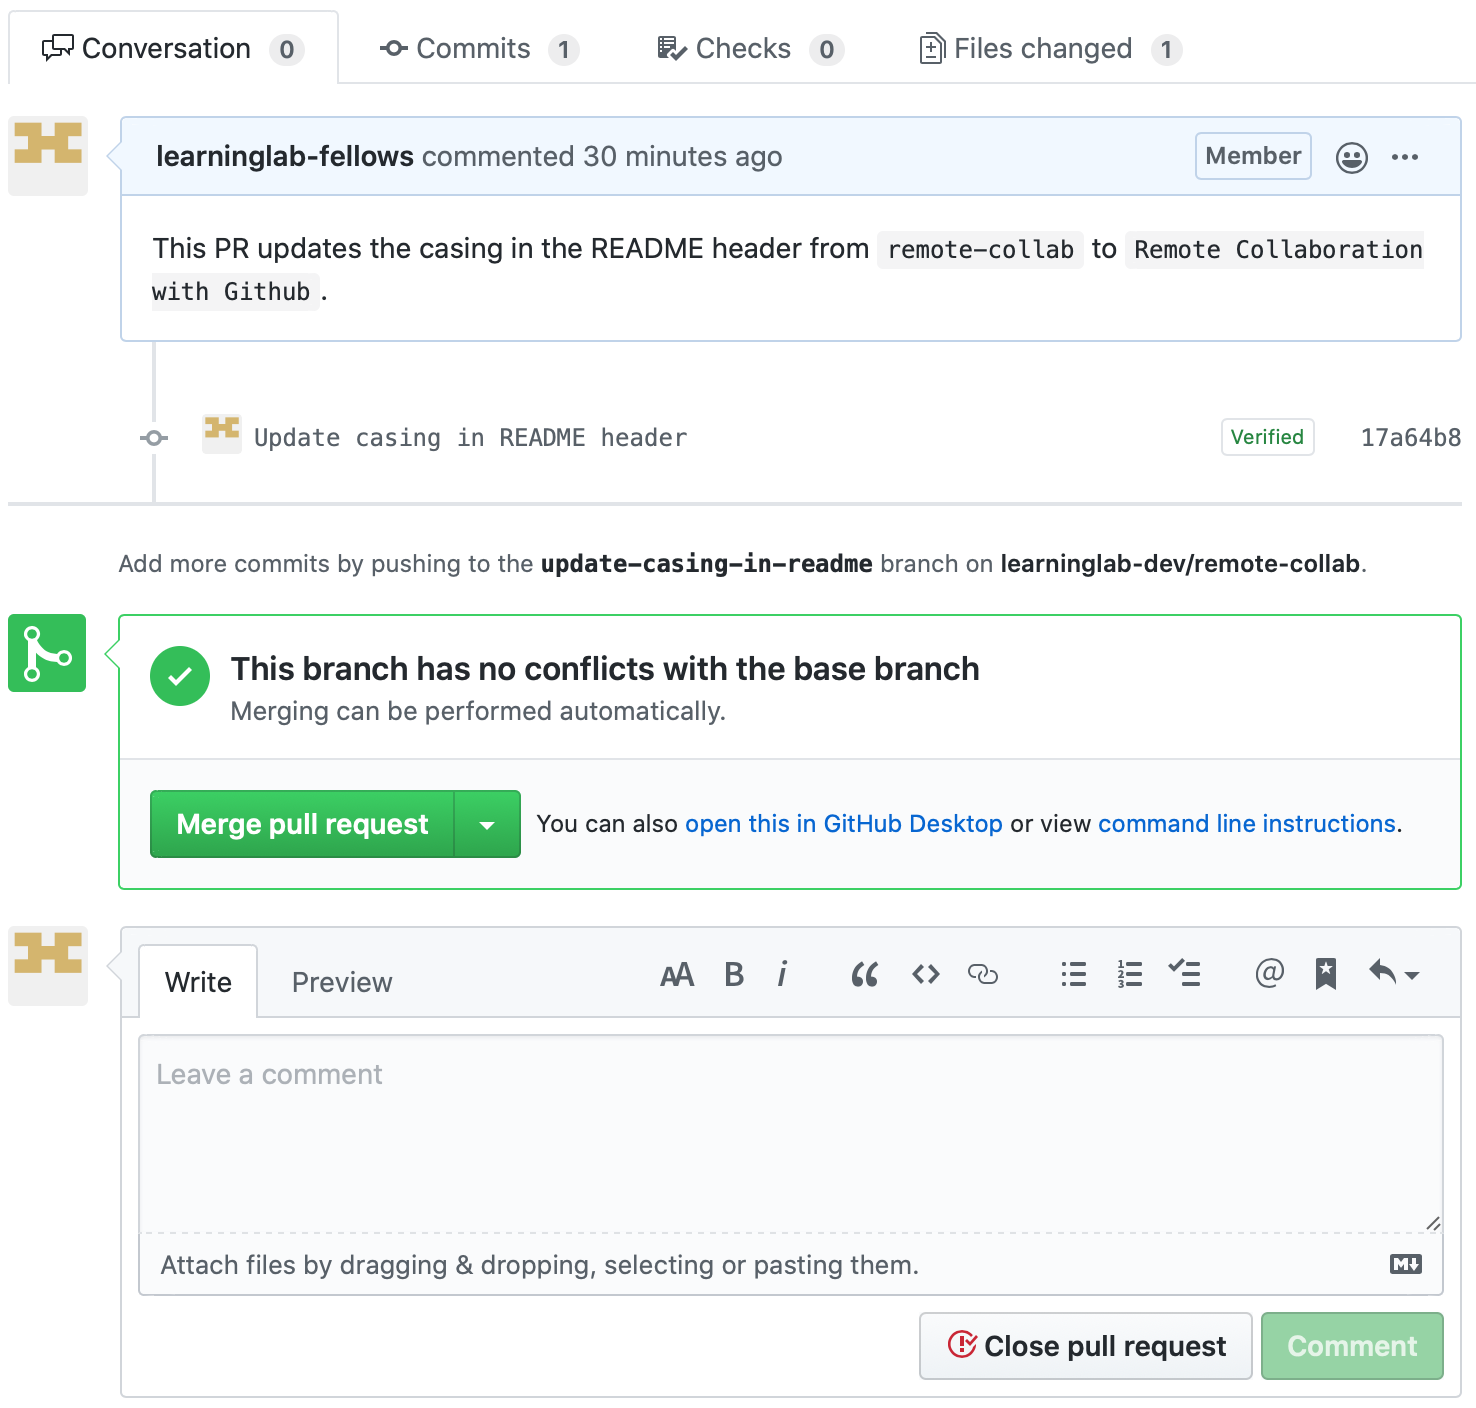 Conversation 0 Commits 1 Checks 0 Files changed 1
learninglab-fellows commented 30 minutes ago Member
This PR updates the casing in the README header from remote-collab to Remote Collaboration
with Github.
Update casing in README header Verified 17a64b8
Add more commits by pushing to the update-casing-in-readme branch on learninglab-dev/remote-collab.
This branch has no conflicts with the base branch
Merging can be performed automatically.
Merge pull request You can also open this in GitHub Desktop or view command line instructions.
Write Preview
Leave a comment
Attach files by dragging & dropping, selecting or pasting them.
Close pull request Comment